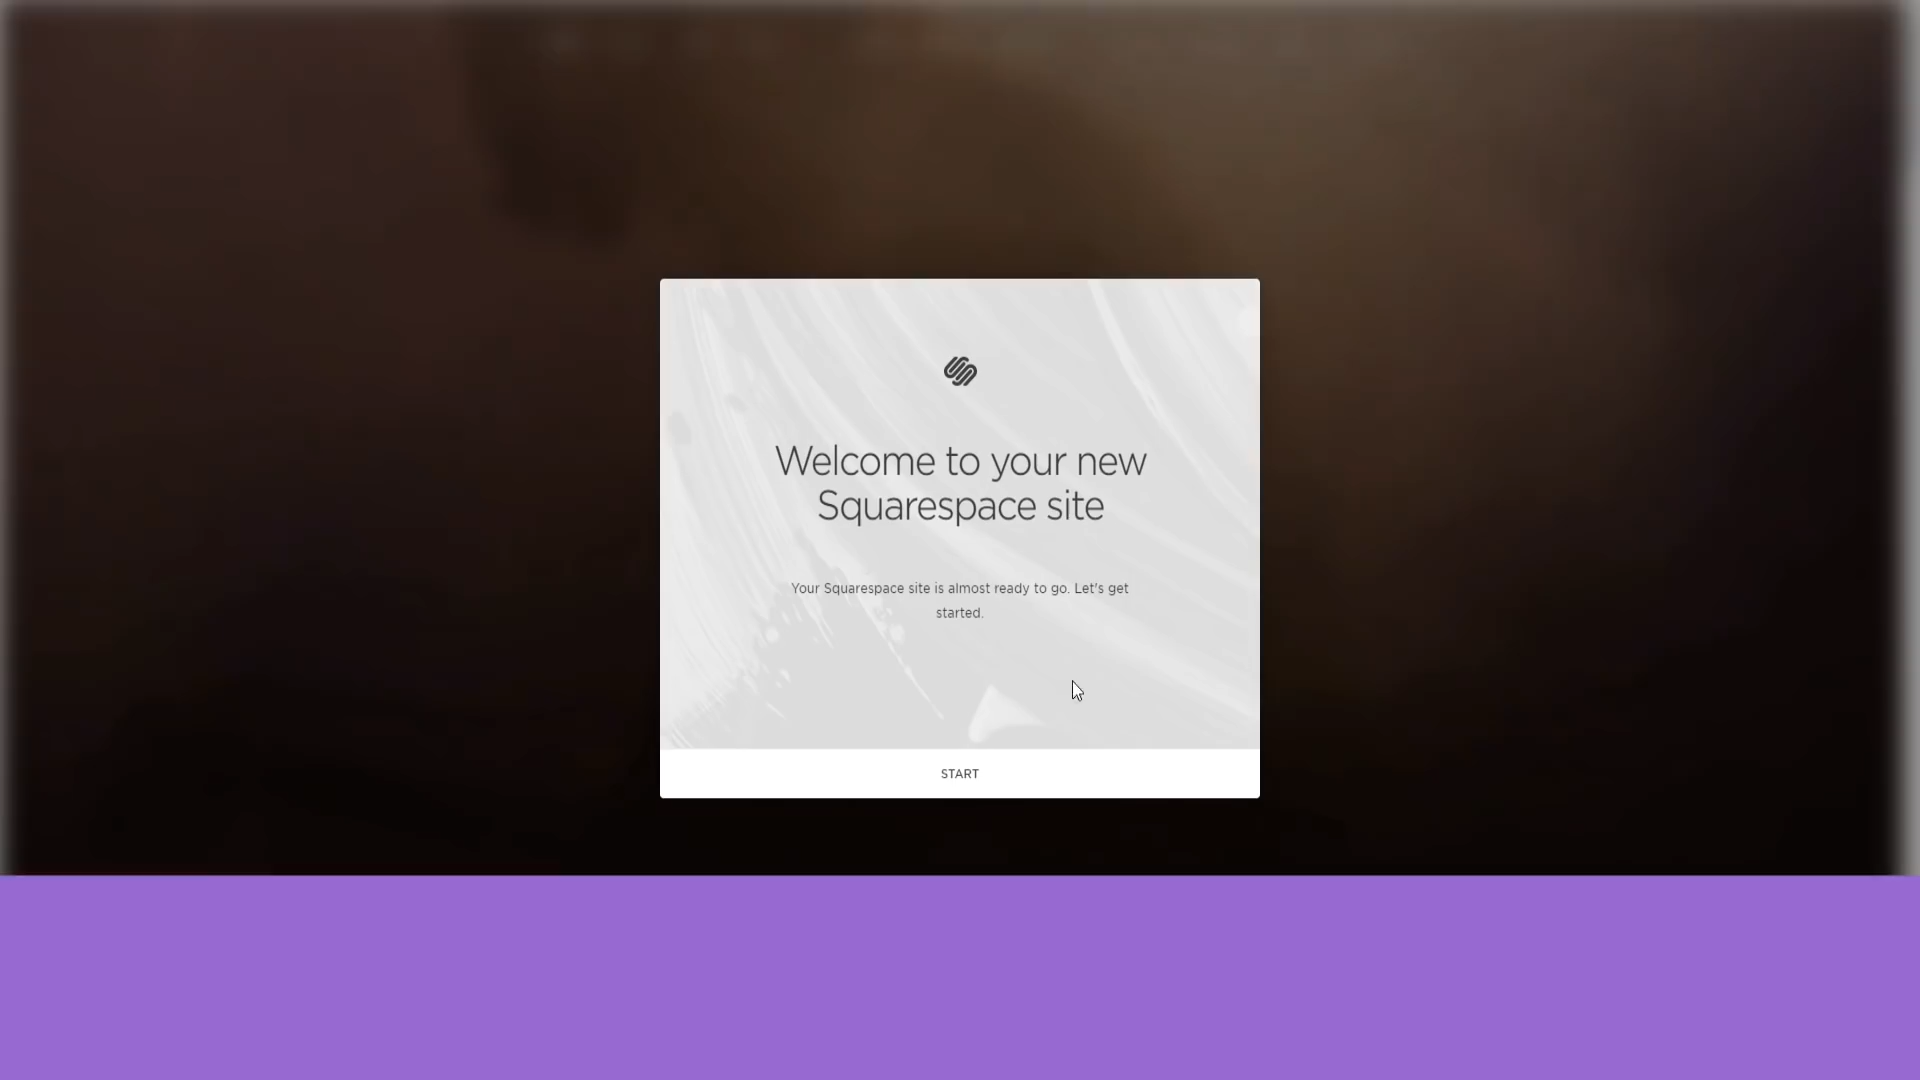 Welcome to your new
Squarespace site
Your Squarespace site is almost ready to go. Let's get
started.
START